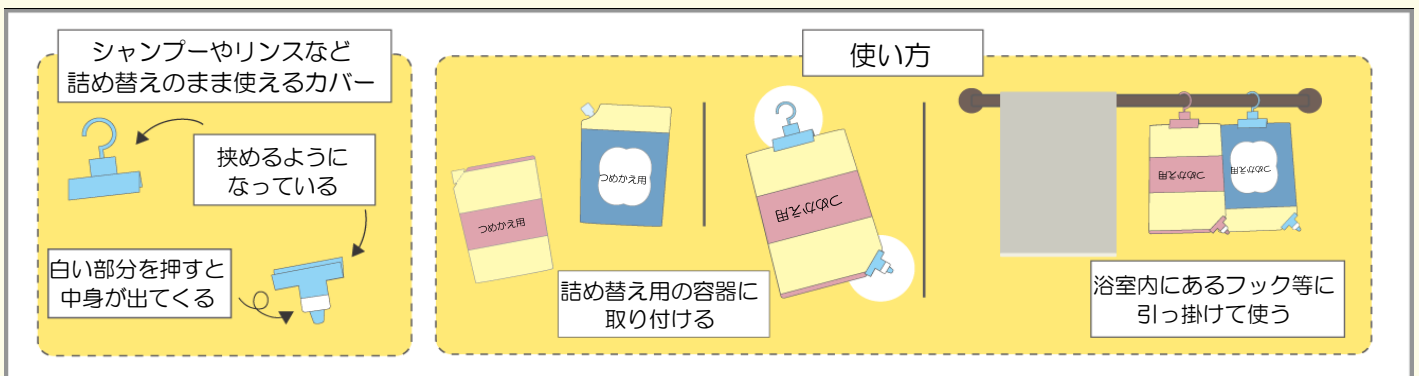 シャンプーやリンスなど
詰め替えのまま使えるカバー
挟めるように
なっている
白い部分を押すと
中身が出てくる
使い方
つめかえ用
つめかえ用
つめかえ用
詰め替え用の容器に
取り付ける
つめかえ用
つめかえ用
浴室内にあるフック等に
引っ掛けて使う